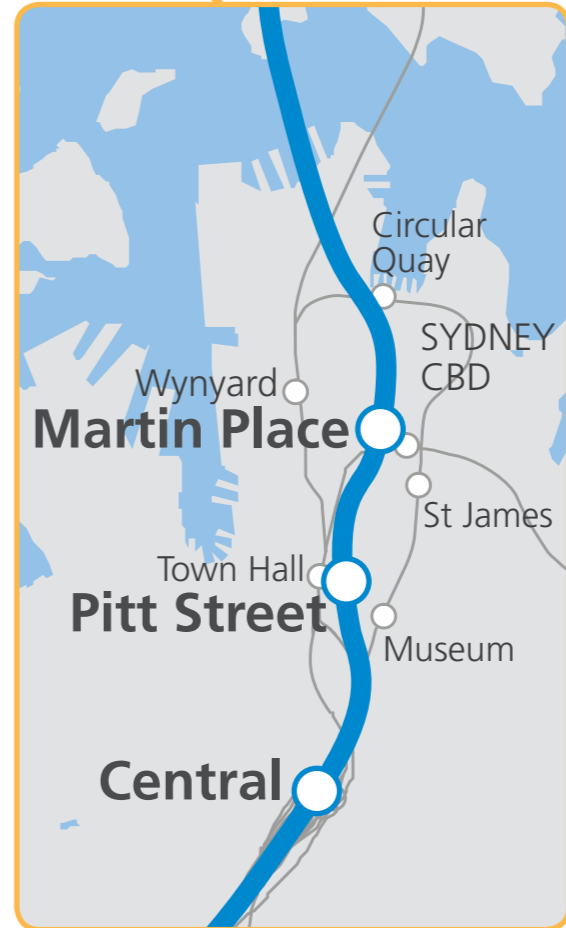 Circular
Quay
SYDNEY
CBD
Wynyard
Martin Place
St James
Town Hall
Pitt Street
Museum
Central